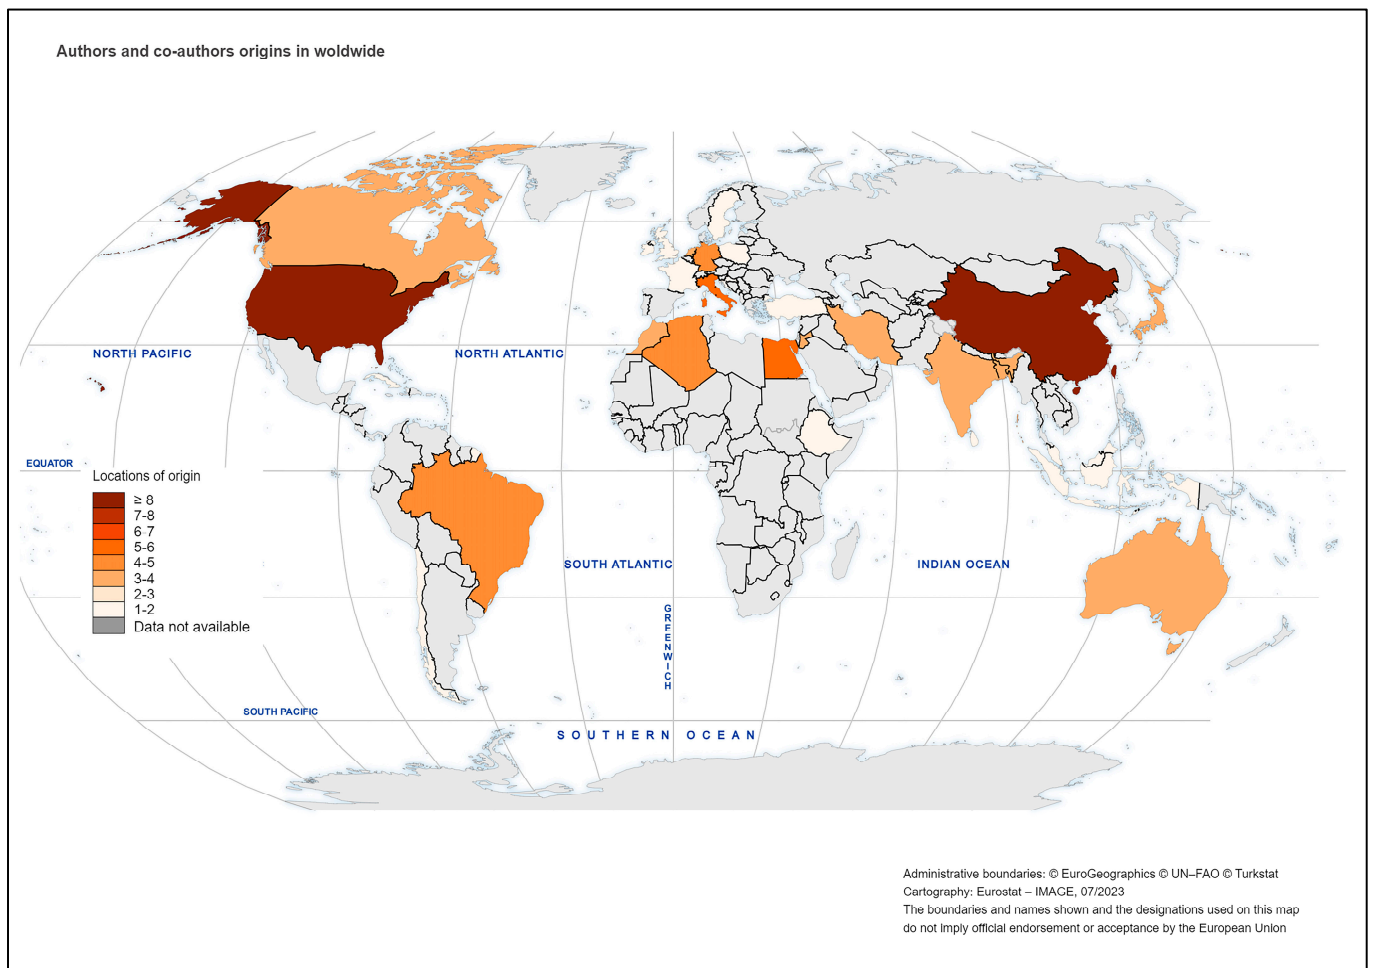 Authors and co-authors origins in woldwide
NORTH PACIFIC
NORTH ATLANTIC
EQUATOR
Locations of origin
≥ 8
7-8
6-7
5-6
4-5
3-4
2-3
1-2
Data not available
SOUTH ATLANTIC
INDIAN OCEAN
GREENWICH
SOUTH PACIFIC
SOUTHERN OCEAN
Administrative boundaries: © EuroGeographics © UN–FAO © Turkstat
Cartography: Eurostat – IMAGE, 07/2023
The boundaries and names shown and the designations used on this map
do not imply official endorsement or acceptance by the European Union